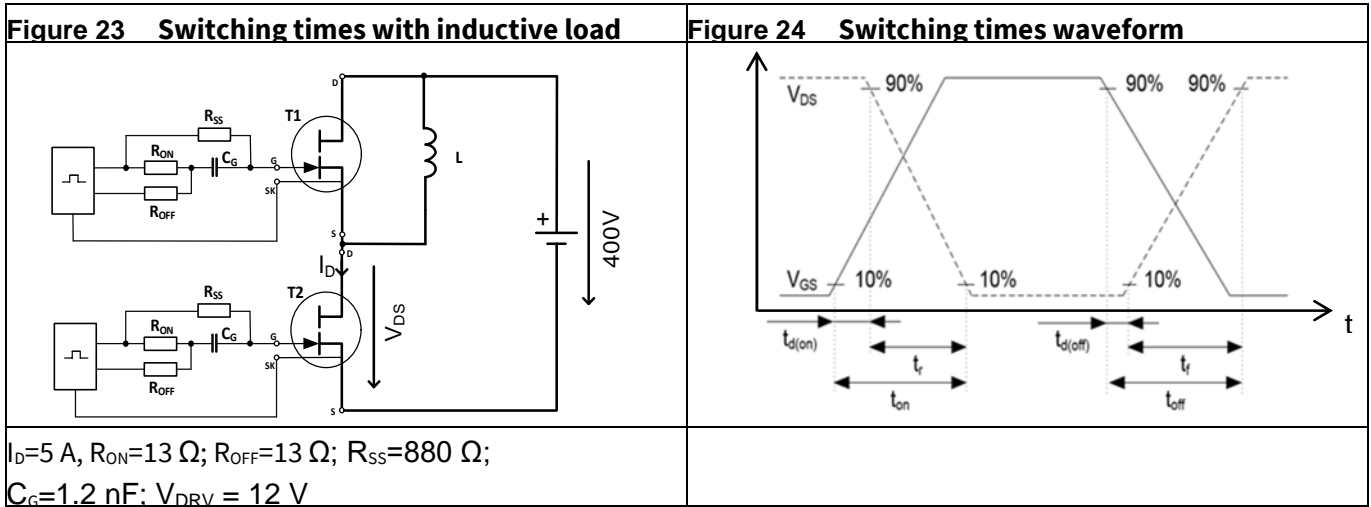 Figure 23 Switching times with inductive load
D
T1
RSS
RON
CG
G
SK
ROFF
L
S
D
ID
+
400V
T2
RSS
RON
CG
G
SK
ROFF
VDS
S
ID=5 A, RON=13 Ω; ROFF=13 Ω; RSS=880 Ω;
CG=1.2 nF; VDRV = 12 V
Figure 24 Switching times waveform
VDS
90%
90%
90%
VGS
10%
10%
10%
t
td(on)
td(off)
tr
tf
ton
toff